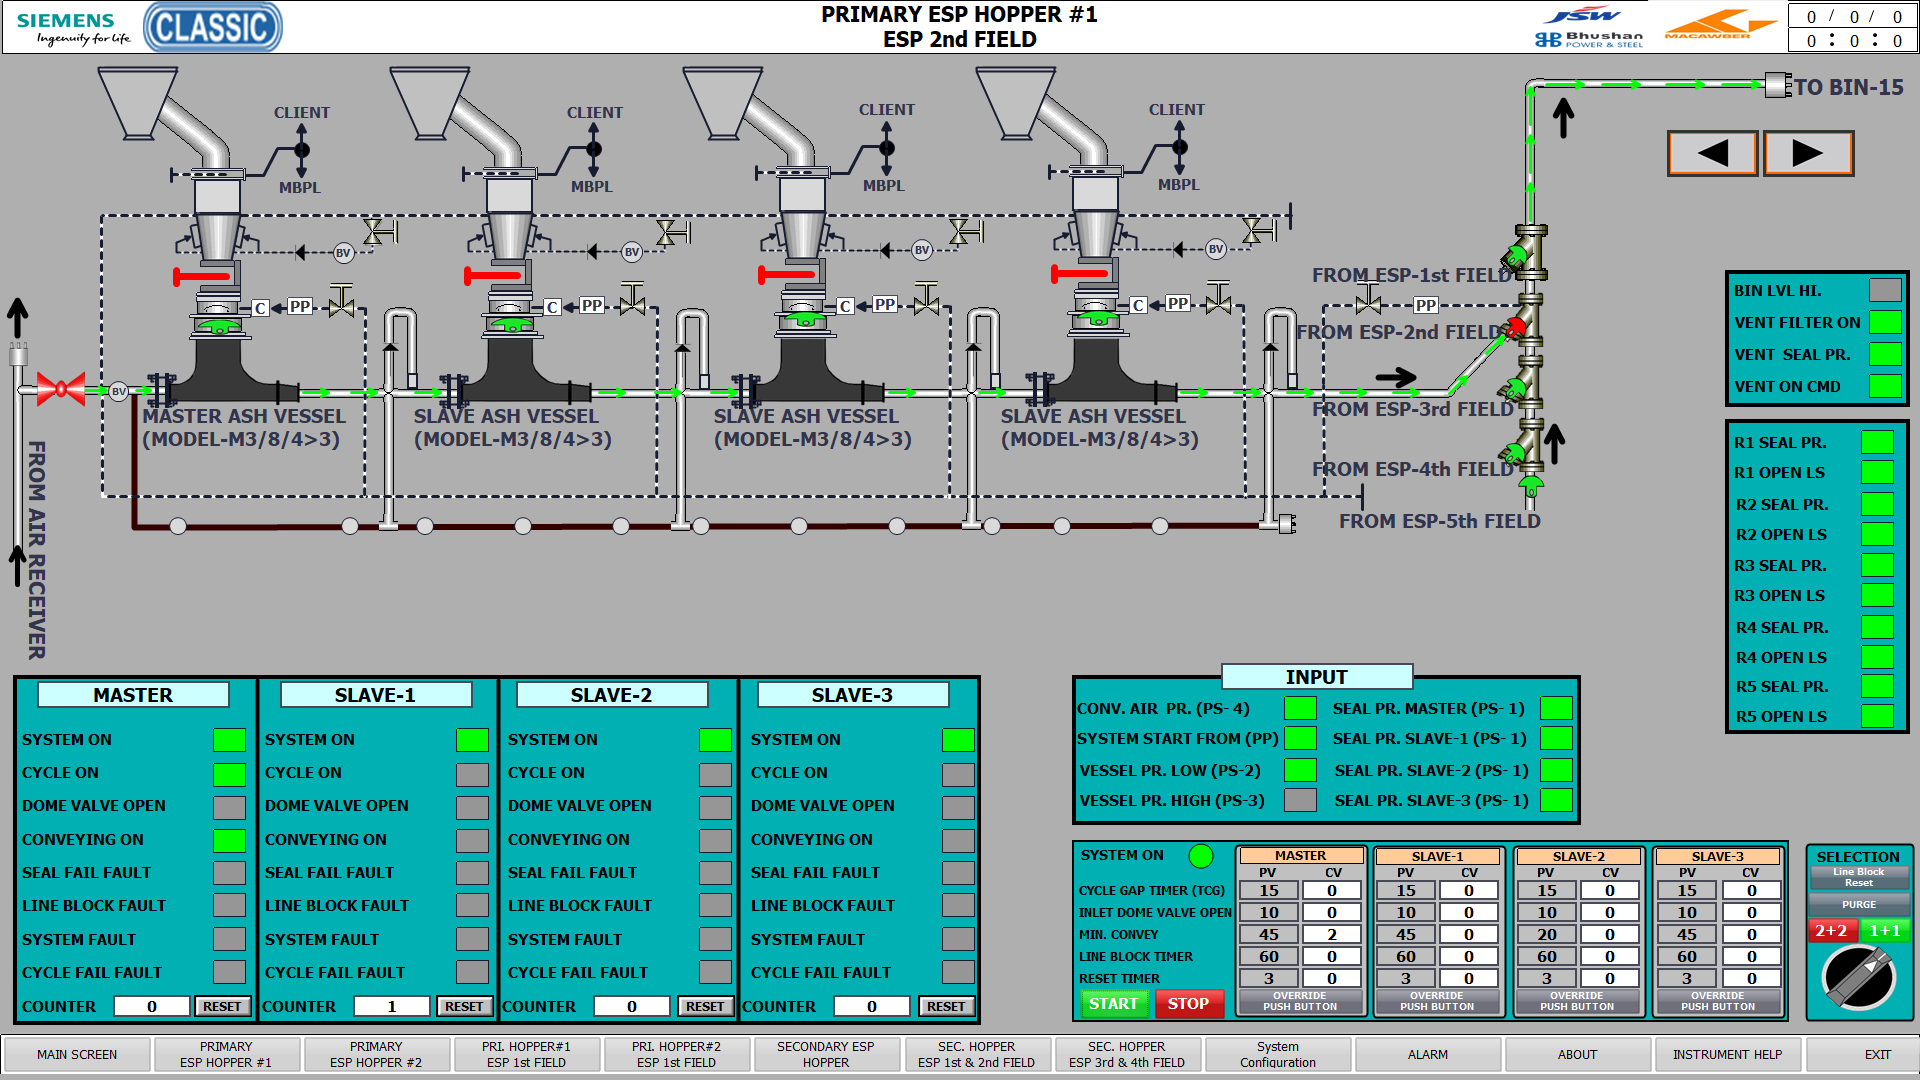 SIEMENS
Ingenuity for life
CLASSIC
PRIMARY ESP HOPPER #1
ESP 2nd FIELD
JSW
Bhushan
POWER & STEEL
MACAWBER
0 / 0 / 0
0 : 0 : 0
TO BIN-15
CLIENT CLIENT CLIENT CLIENT
MBPL MBPL MBPL MBPL
BV BV BV BV
C PP C PP C PP C PP
FROM ESP-1st FIELD
PP
FROM ESP-2nd FIELD
BV
FROM ESP-3rd FIELD
MASTER ASH VESSEL
(MODEL-M3/8/4>3)
SLAVE ASH VESSEL
(MODEL-M3/8/4>3)
SLAVE ASH VESSEL
(MODEL-M3/8/4>3)
SLAVE ASH VESSEL
(MODEL-M3/8/4>3)
FROM ESP-4th FIELD
FROM ESP-5th FIELD
FROM AIR RECEIVER
BIN LVL HI.
VENT FILTER ON
VENT SEAL PR.
VENT ON CMD
R1 SEAL PR.
R1 OPEN LS
R2 SEAL PR.
R2 OPEN LS
R3 SEAL PR.
R3 OPEN LS
R4 SEAL PR.
R4 OPEN LS
R5 SEAL PR.
R5 OPEN LS
MASTER
SYSTEM ON
CYCLE ON
DOME VALVE OPEN
CONVEYING ON
SEAL FAIL FAULT
LINE BLOCK FAULT
SYSTEM FAULT
CYCLE FAIL FAULT
COUNTER 0 RESET
SLAVE-1
SYSTEM ON
CYCLE ON
DOME VALVE OPEN
CONVEYING ON
SEAL FAIL FAULT
LINE BLOCK FAULT
SYSTEM FAULT
CYCLE FAIL FAULT
COUNTER 1 RESET
SLAVE-2
SYSTEM ON
CYCLE ON
DOME VALVE OPEN
CONVEYING ON
SEAL FAIL FAULT
LINE BLOCK FAULT
SYSTEM FAULT
CYCLE FAIL FAULT
COUNTER 0 RESET
SLAVE-3
SYSTEM ON
CYCLE ON
DOME VALVE OPEN
CONVEYING ON
SEAL FAIL FAULT
LINE BLOCK FAULT
SYSTEM FAULT
CYCLE FAIL FAULT
COUNTER 0 RESET
INPUT
CONV. AIR PR. (PS- 4) SEAL PR. MASTER (PS- 1)
SYSTEM START FROM (PP) SEAL PR. SLAVE-1 (PS- 1)
VESSEL PR. LOW (PS-2) SEAL PR. SLAVE-2 (PS- 1)
VESSEL PR. HIGH (PS-3) SEAL PR. SLAVE-3 (PS- 1)
SYSTEM ON MASTER SLAVE-1 SLAVE-2 SLAVE-3
PV CV PV CV PV CV PV CV
CYCLE GAP TIMER (TCG) 15 0 15 0 15 0 15 0
INLET DOME VALVE OPEN 10 0 10 0 10 0 10 0
MIN. CONVEY 45 2 45 0 20 0 45 0
LINE BLOCK TIMER 60 0 60 0 60 0 60 0
RESET TIMER 3 0 3 0 3 0 3 0
START STOP
OVERRIDE
PUSH BUTTON
OVERRIDE
PUSH BUTTON
OVERRIDE
PUSH BUTTON
OVERRIDE
PUSH BUTTON
SELECTION
Line Block
Reset
PURGE
2+2 1+1
MAIN SCREEN
PRIMARY
ESP HOPPER #1
PRIMARY
ESP HOPPER #2
PRI. HOPPER#1
ESP 1st FIELD
PRI. HOPPER#2
ESP 1st FIELD
SECONDARY ESP
HOPPER
SEC. HOPPER
ESP 1st & 2nd FIELD
SEC. HOPPER
ESP 3rd & 4th FIELD
System
Configuration
ALARM
ABOUT
INSTRUMENT HELP
EXIT